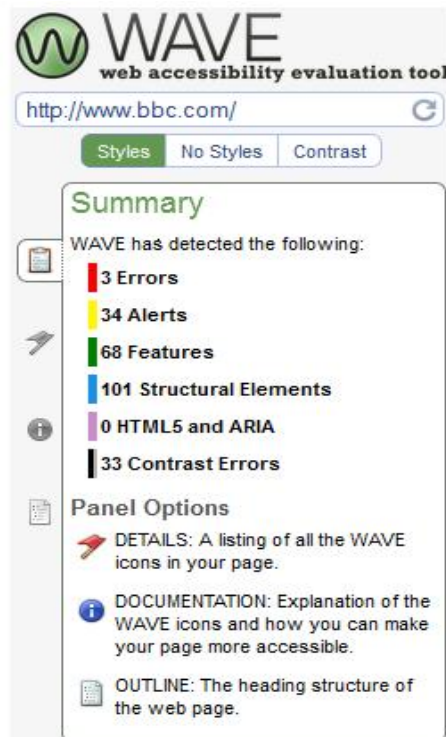 WAVE
web accessibility evaluation tool
http://www.bbc.com/
Styles No Styles Contrast
Summary
WAVE has detected the following:
3 Errors
34 Alerts
68 Features
101 Structural Elements
0 HTML5 and ARIA
33 Contrast Errors
Panel Options
DETAILS: A listing of all the WAVE
icons in your page.
DOCUMENTATION: Explanation of the
WAVE icons and how you can make
your page more accessible.
OUTLINE: The heading structure of
the web page.